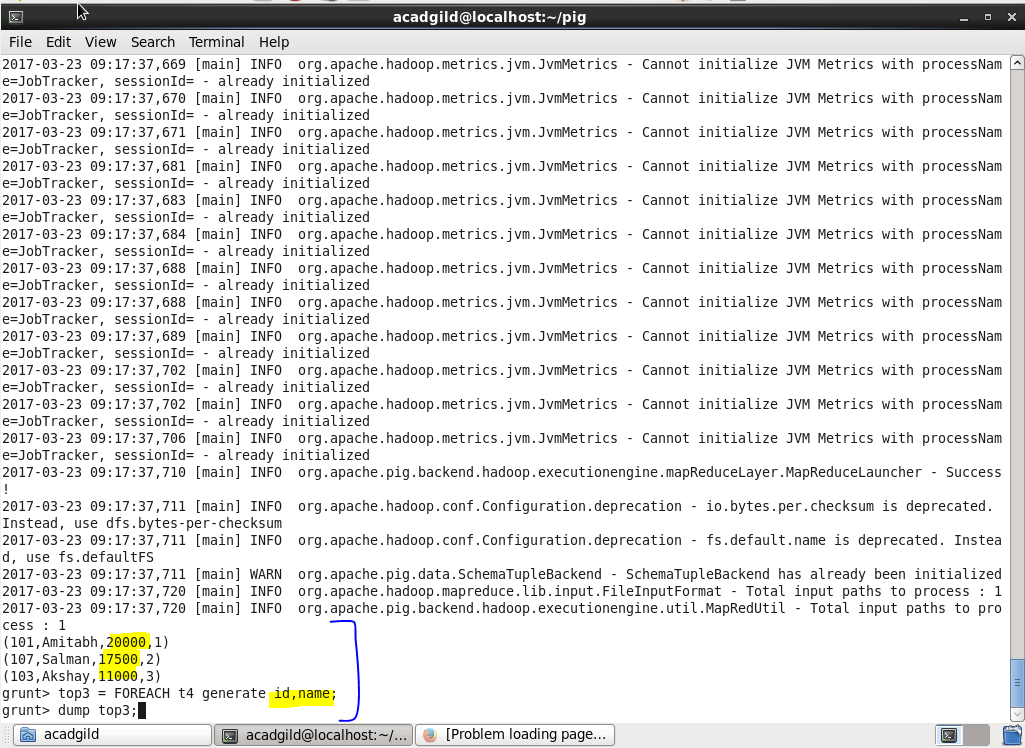 acadgild@localhost:~/pig
File Edit View Search Terminal Help
2017-03-23 09:17:37,669 [main] INFO  org.apache.hadoop.metrics.jvm.JvmMetrics - Cannot initialize JVM Metrics with processNam
e=JobTracker, sessionId= - already initialized
2017-03-23 09:17:37,670 [main] INFO  org.apache.hadoop.metrics.jvm.JvmMetrics - Cannot initialize JVM Metrics with processNam
e=JobTracker, sessionId= - already initialized
2017-03-23 09:17:37,671 [main] INFO  org.apache.hadoop.metrics.jvm.JvmMetrics - Cannot initialize JVM Metrics with processNam
e=JobTracker, sessionId= - already initialized
2017-03-23 09:17:37,681 [main] INFO  org.apache.hadoop.metrics.jvm.JvmMetrics - Cannot initialize JVM Metrics with processNam
e=JobTracker, sessionId= - already initialized
2017-03-23 09:17:37,683 [main] INFO  org.apache.hadoop.metrics.jvm.JvmMetrics - Cannot initialize JVM Metrics with processNam
e=JobTracker, sessionId= - already initialized
2017-03-23 09:17:37,684 [main] INFO  org.apache.hadoop.metrics.jvm.JvmMetrics - Cannot initialize JVM Metrics with processNam
e=JobTracker, sessionId= - already initialized
2017-03-23 09:17:37,688 [main] INFO  org.apache.hadoop.metrics.jvm.JvmMetrics - Cannot initialize JVM Metrics with processNam
e=JobTracker, sessionId= - already initialized
2017-03-23 09:17:37,688 [main] INFO  org.apache.hadoop.metrics.jvm.JvmMetrics - Cannot initialize JVM Metrics with processNam
e=JobTracker, sessionId= - already initialized
2017-03-23 09:17:37,689 [main] INFO  org.apache.hadoop.metrics.jvm.JvmMetrics - Cannot initialize JVM Metrics with processNam
e=JobTracker, sessionId= - already initialized
2017-03-23 09:17:37,702 [main] INFO  org.apache.hadoop.metrics.jvm.JvmMetrics - Cannot initialize JVM Metrics with processNam
e=JobTracker, sessionId= - already initialized
2017-03-23 09:17:37,702 [main] INFO  org.apache.hadoop.metrics.jvm.JvmMetrics - Cannot initialize JVM Metrics with processNam
e=JobTracker, sessionId= - already initialized
2017-03-23 09:17:37,706 [main] INFO  org.apache.hadoop.metrics.jvm.JvmMetrics - Cannot initialize JVM Metrics with processNam
e=JobTracker, sessionId= - already initialized
2017-03-23 09:17:37,710 [main] INFO  org.apache.pig.backend.hadoop.executionengine.mapReduceLayer.MapReduceLauncher - Success
!
2017-03-23 09:17:37,711 [main] INFO  org.apache.hadoop.conf.Configuration.deprecation - io.bytes.per.checksum is deprecated.
Instead, use dfs.bytes-per-checksum
2017-03-23 09:17:37,711 [main] INFO  org.apache.hadoop.conf.Configuration.deprecation - fs.default.name is deprecated. Instea
d, use fs.defaultFS
2017-03-23 09:17:37,711 [main] WARN  org.apache.pig.data.SchemaTupleBackend - SchemaTupleBackend has already been initialized
2017-03-23 09:17:37,720 [main] INFO  org.apache.hadoop.mapreduce.lib.input.FileInputFormat - Total input paths to process : 1
2017-03-23 09:17:37,720 [main] INFO  org.apache.pig.backend.hadoop.executionengine.util.MapRedUtil - Total input paths to pro
cess : 1
(101,Amitabh,20000,1)
(107,Salman,17500,2)
(103,Akshay,11000,3)
grunt> top3 = FOREACH t4 generate id,name;
grunt> dump top3;
acadgild acadgild@localhost:~/... [Problem loading page...